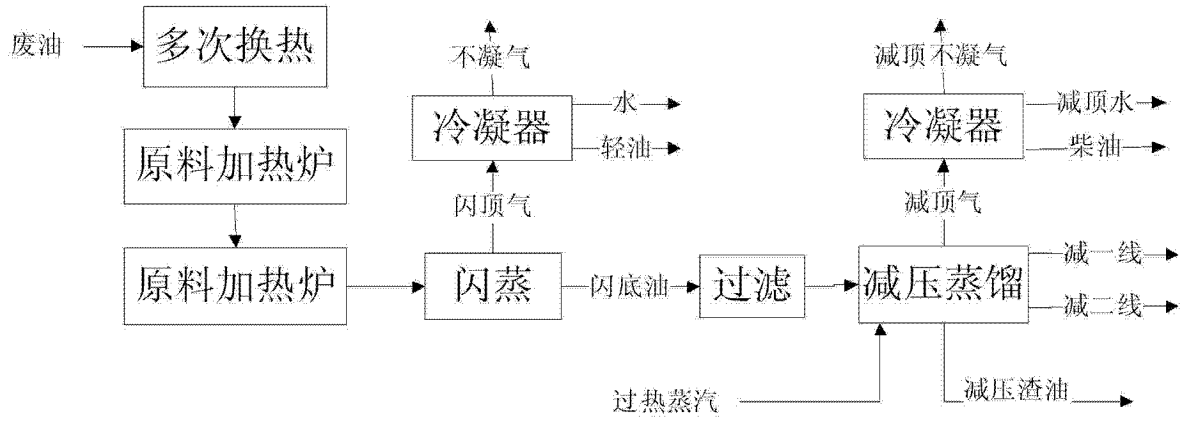 废油
多次换热
原料加热炉
原料加热炉
不凝气
冷凝器
水
轻油
闪顶气
闪蒸
闪底油
过滤
减顶不凝气
冷凝器
减顶水
柴油
减顶气
减压蒸馏
减一线
减二线
过热蒸汽
减压渣油